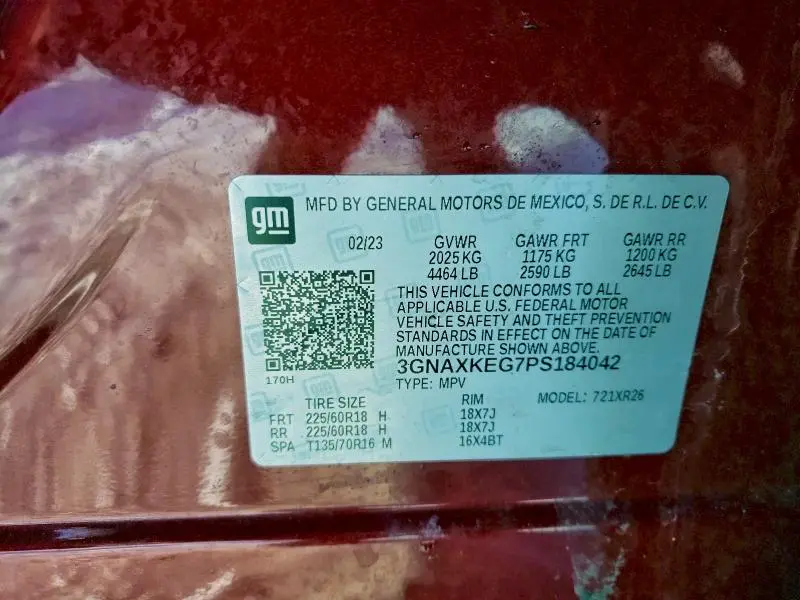 gm MFD BY GENERAL MOTORS DE MEXICO, S. DE R.L. DE C.V.
02/23 GVWR GAWR FRT GAWR RR
2025 KG 1175 KG 1200 KG
4464 LB 2590 LB 2645 LB
THIS VEHICLE CONFORMS TO ALL
APPLICABLE U.S. FEDERAL MOTOR
VEHICLE SAFETY AND THEFT PREVENTION
STANDARDS IN EFFECT ON THE DATE OF
MANUFACTURE SHOWN ABOVE.
3GNAXKEG7PS184042
170H TYPE: MPV
TIRE SIZE RIM MODEL: 721XR26
FRT 225/60R18 H 18X7J
RR 225/60R18 H 18X7J
SPA T135/70R16 M 16X4BT